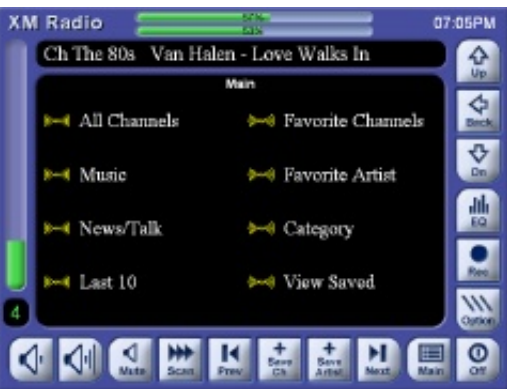 XM Radio 07:05PM
Ch The 80s Van Halen - Love Walks In
Main
All Channels Favorite Channels
Music Favorite Artist
News/Talk Category
Last 10 View Saved
Up
Back
Dn
EQ
Rec
Option
4
Mute Scan Prev Save Ch Save Artist Next Main Off